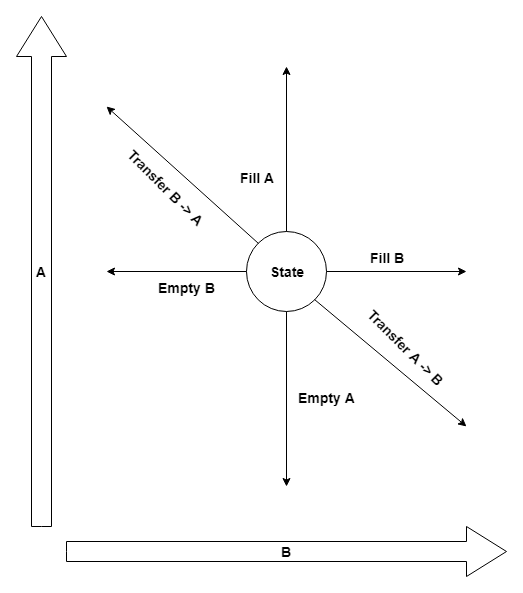 Fill A
Transfer B -> A
Fill B
A
State
Empty B
Transfer A -> B
Empty A
B